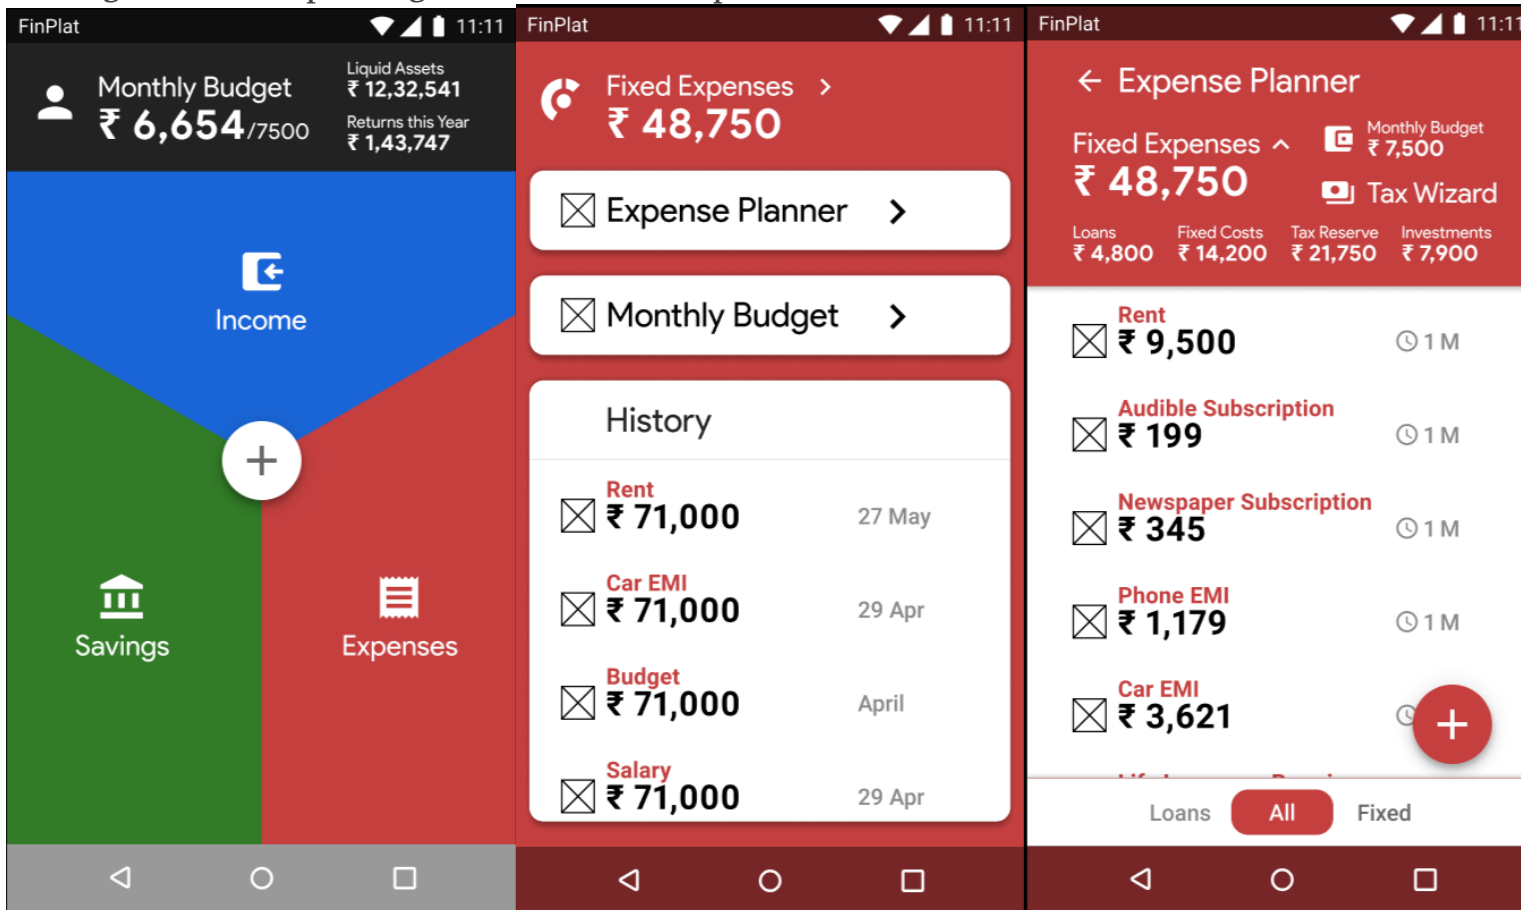 FinPlat
11:11
Monthly Budget
₹ 6,654/7500
Liquid Assets
₹ 12,32,541
Returns this Year
₹ 1,43,747
Income
Savings
Expenses
FinPlat
11:11
Fixed Expenses
₹ 48,750
Expense Planner
Monthly Budget
History
Rent
₹ 71,000
27 May
Car EMI
₹ 71,000
29 Apr
Budget
₹ 71,000
April
Salary
₹ 71,000
29 Apr
FinPlat
11:11
Expense Planner
Fixed Expenses
₹ 48,750
Monthly Budget
₹ 7,500
Tax Wizard
Loans
₹ 4,800
Fixed Costs
₹ 14,200
Tax Reserve
₹ 21,750
Investments
₹ 7,900
Rent
₹ 9,500
1 M
Audible Subscription
₹ 199
1 M
Newspaper Subscription
₹ 345
1 M
Phone EMI
₹ 1,179
1 M
Car EMI
₹ 3,621
Loans
All
Fixed